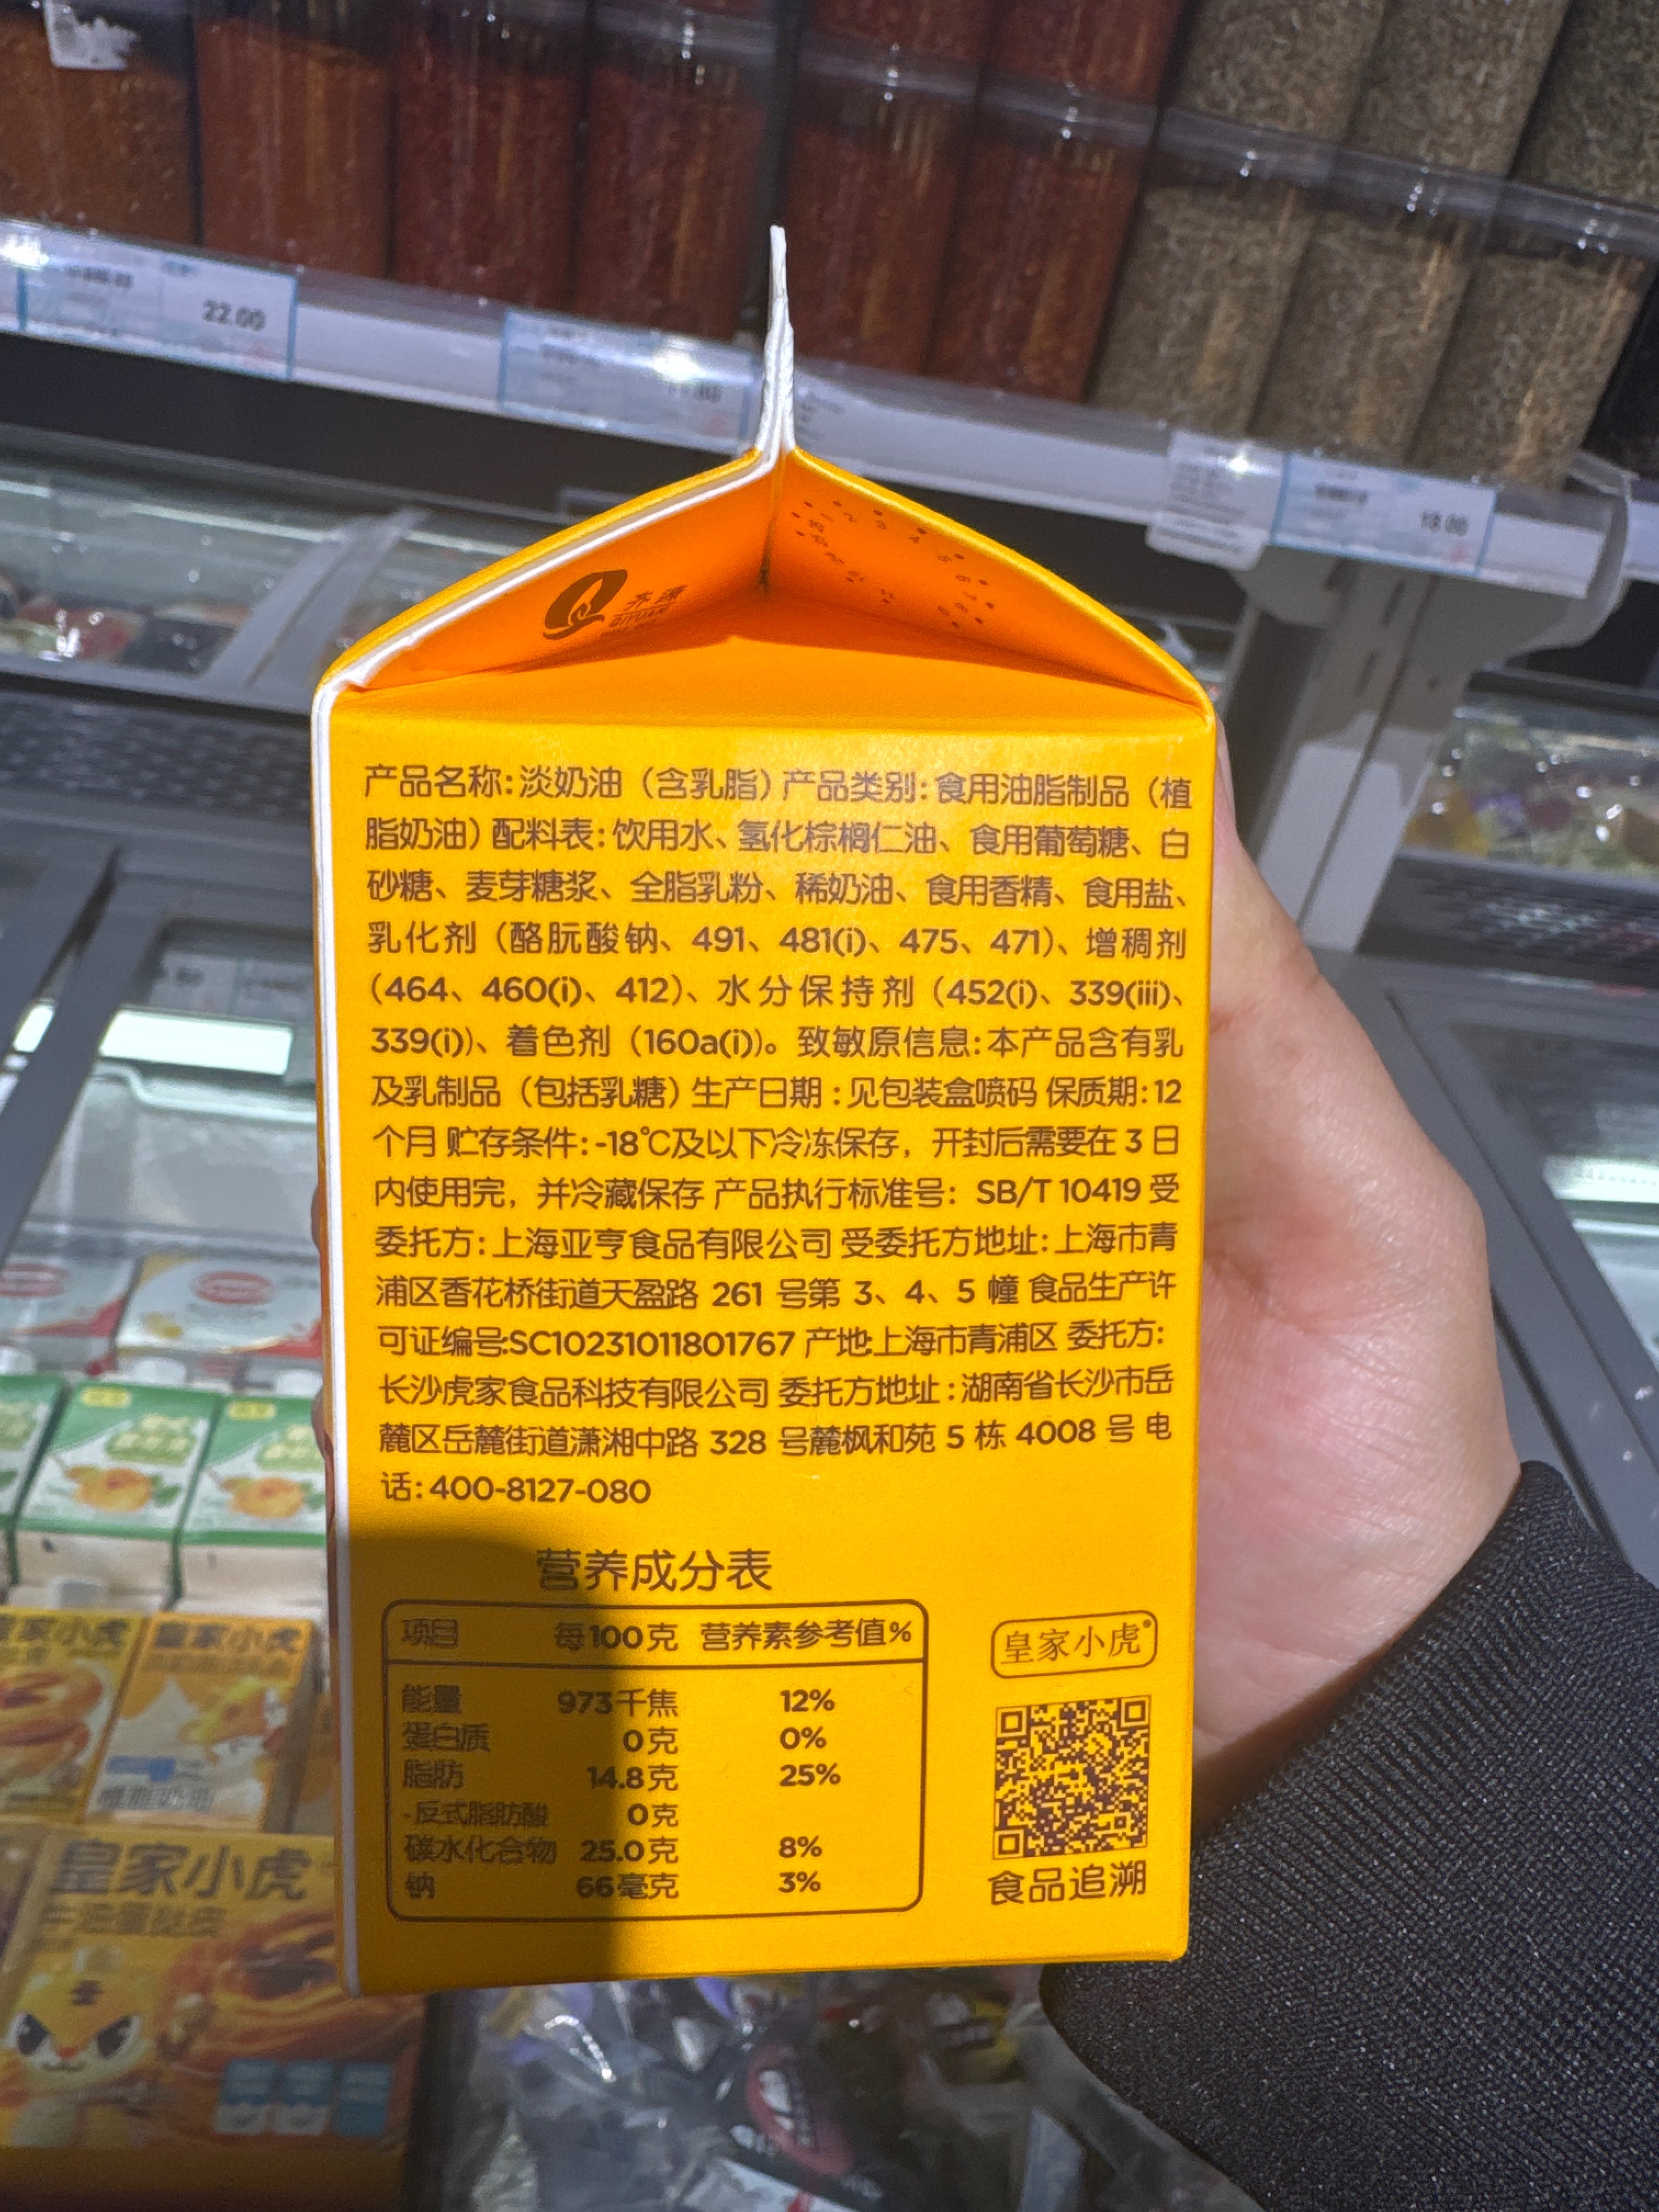 22.00
18.00
齐源
QIYUAN
产品名称:淡奶油（含乳脂）产品类别:食用油脂制品（植
脂奶油）配料表:饮用水、氢化棕榈仁油、食用葡萄糖、白
砂糖、麦芽糖浆、全脂乳粉、稀奶油、食用香精、食用盐、
乳化剂（酪朊酸钠、491、481(i)、475、471)、增稠剂
（464、460(i)、412)、水分保持剂（452(i)、339(iii)、
339(i))、着色剂（160a(i))。致敏原信息:本产品含有乳
及乳制品（包括乳糖）生产日期:见包装盒喷码 保质期:12
个月 贮存条件:-18℃及以下冷冻保存，开封后需要在3日
内使用完，并冷藏保存 产品执行标准号：SB/T 10419 受
委托方:上海亚亨食品有限公司 受委托方地址:上海市青
浦区香花桥街道天盈路 261 号第 3、4、5 幢 食品生产许
可证编号:SC10231011801767 产地:上海市青浦区 委托方:
长沙虎家食品科技有限公司 委托方地址:湖南省长沙市岳
麓区岳麓街道潇湘中路 328 号麓枫和苑 5 栋 4008 号 电
话:400-8127-080
营养成分表
项目 每100克 营养素参考值%
能量 973千焦 12%
蛋白质 0克 0%
脂肪 14.8克 25%
-反式脂肪酸 0克
碳水化合物 25.0克 8%
钠 66毫克 3%
皇家小虎
食品追溯
皇家小虎
皇家小虎
皇家小虎